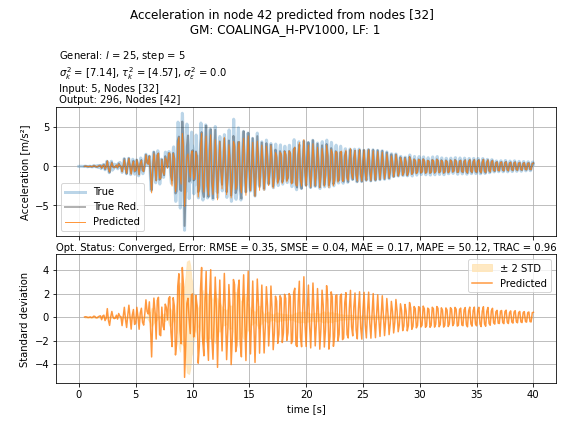 Acceleration in node 42 predicted from nodes [32]
GM: COALINGA_H-PV1000, LF: 1
General: l = 25, step = 5
σ²ₖ = [7.14], τ²ₖ = [4.57], σ²ₑ = 0.0
Input: 5, Nodes [32]
Output: 296, Nodes [42]
Acceleration [m/s²]
5
0
−5
True
True Red.
Predicted
Opt. Status: Converged, Error: RMSE = 0.35, SMSE = 0.04, MAE = 0.17, MAPE = 50.12, TRAC = 0.96
Standard deviation
4
2
0
−2
−4
± 2 STD
Predicted
0 5 10 15 20 25 30 35 40
time [s]